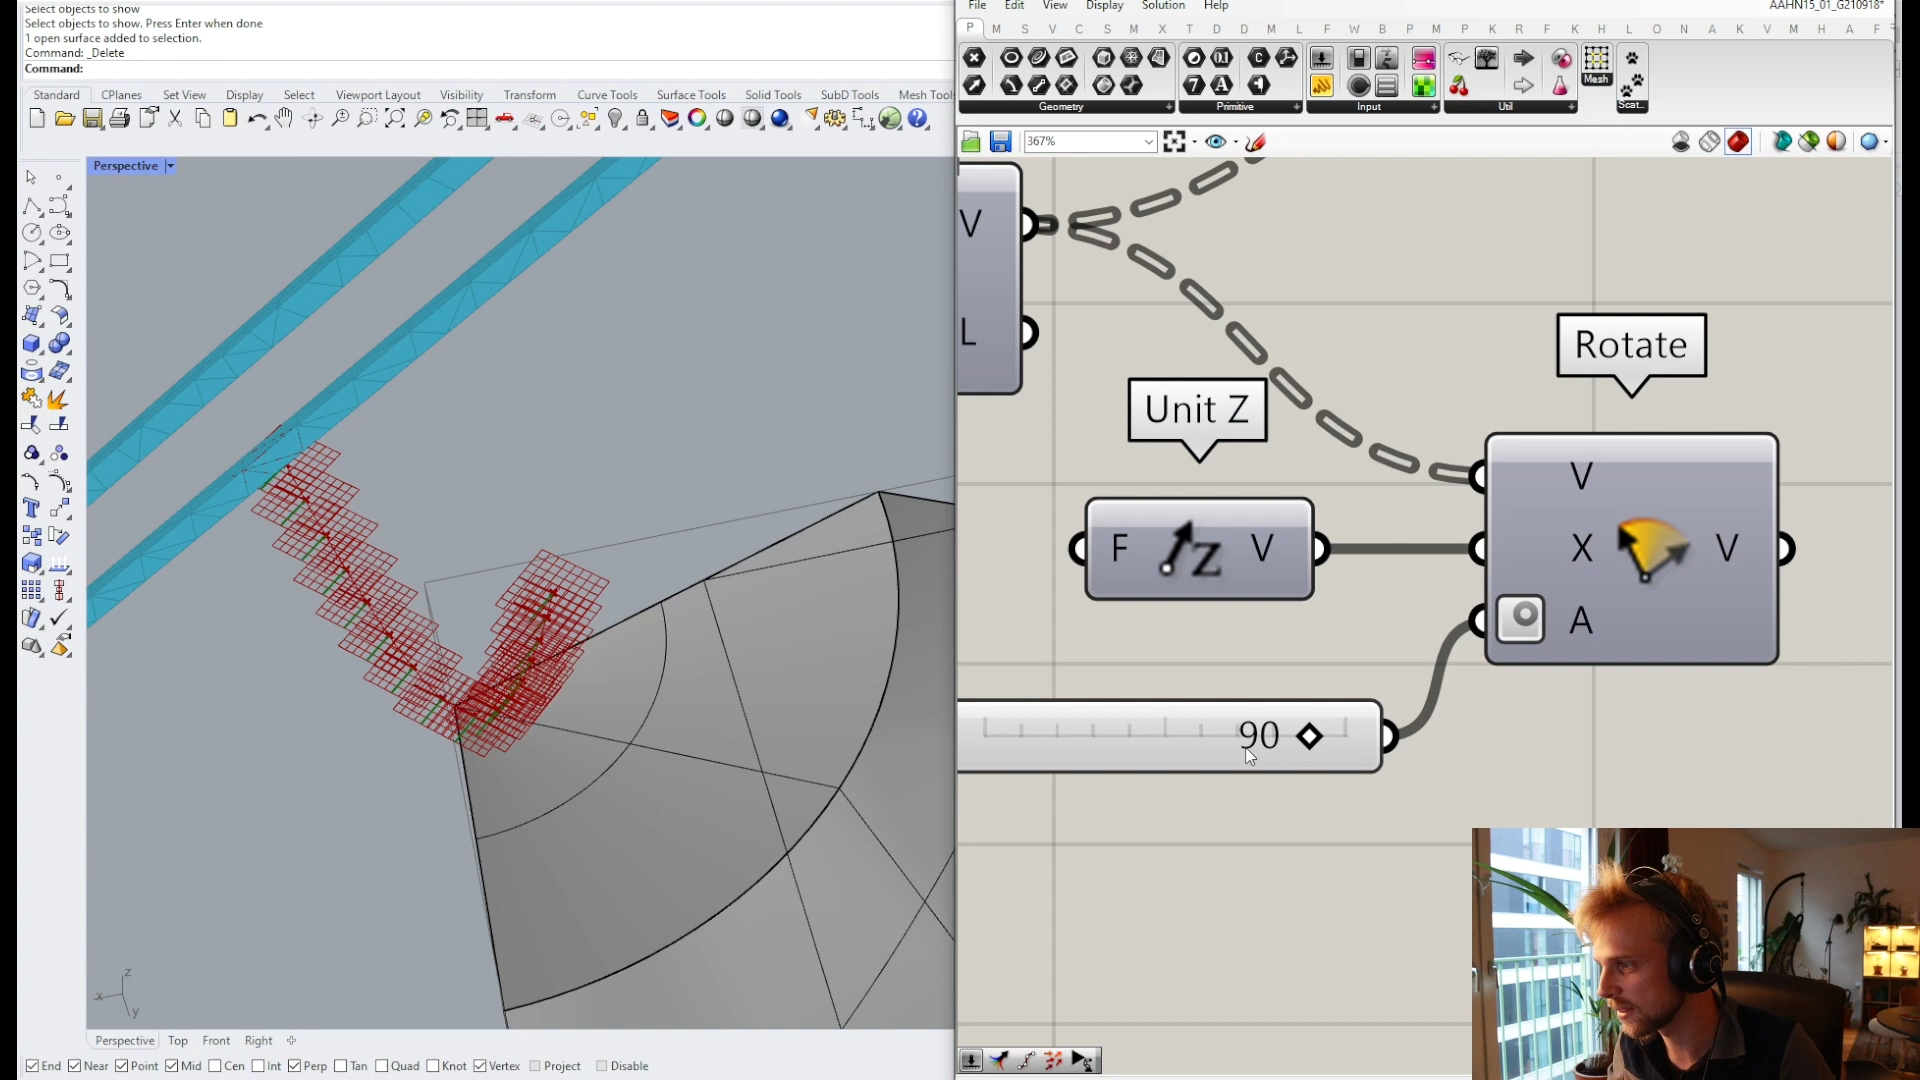 Select objects to show
Select objects to show. Press Enter when done
1 open surface added to selection.
Command: _Delete
Command:
Standard CPlanes Set View Display Select Viewport Layout Visibility Transform Curve Tools Surface Tools Solid Tools SubD Tools Mesh Tool
Perspective
z
x
y
Perspective Top Front Right
End Near Point Mid Cen Int Perp Tan Quad Knot Vertex Project Disable
File Edit View Display Solution Help
AAHN15_01_G210918*
P M S V C S M X T D D M L F W B P M P K R F K H L O N A K V M H A F
Geometry Primitive Input Util
Mesh
Scat..
367%
V
L
Unit Z
F Z V
Rotate
V
X V
A
90